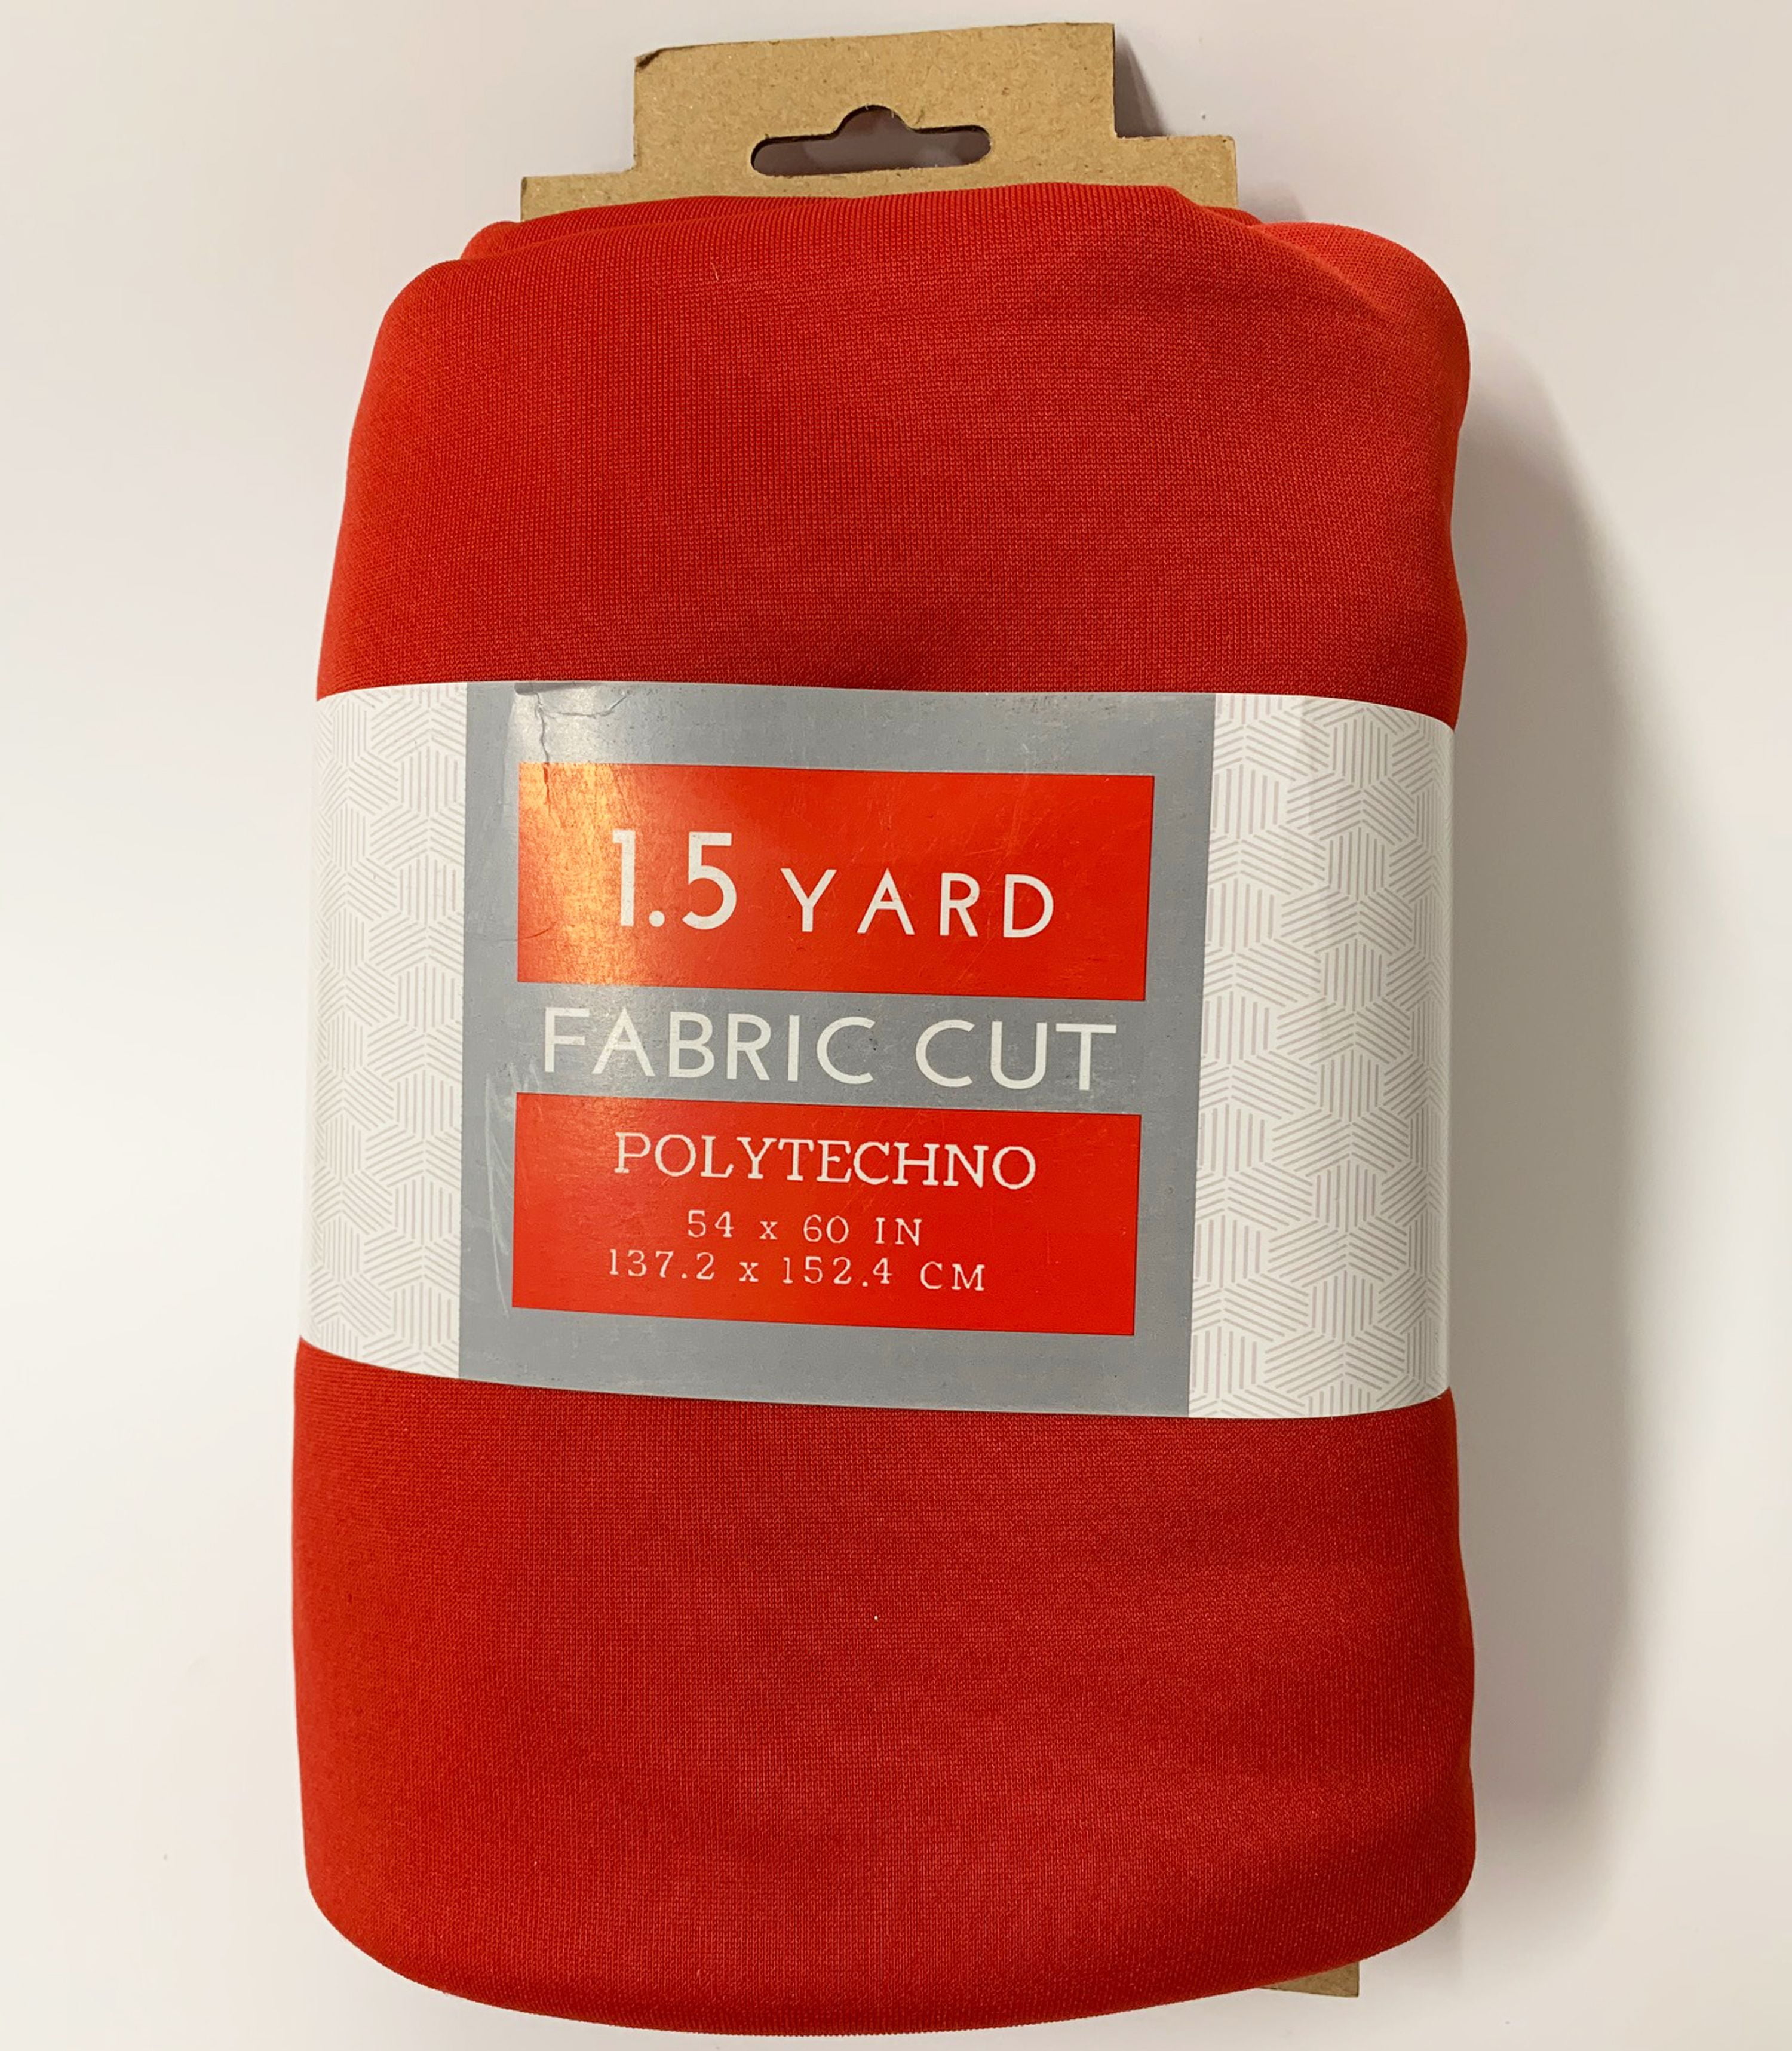 1.5 YARD
FABRIC CUT
POLYTECHNO
54 x 60 IN
137.2 x 152.4 CM